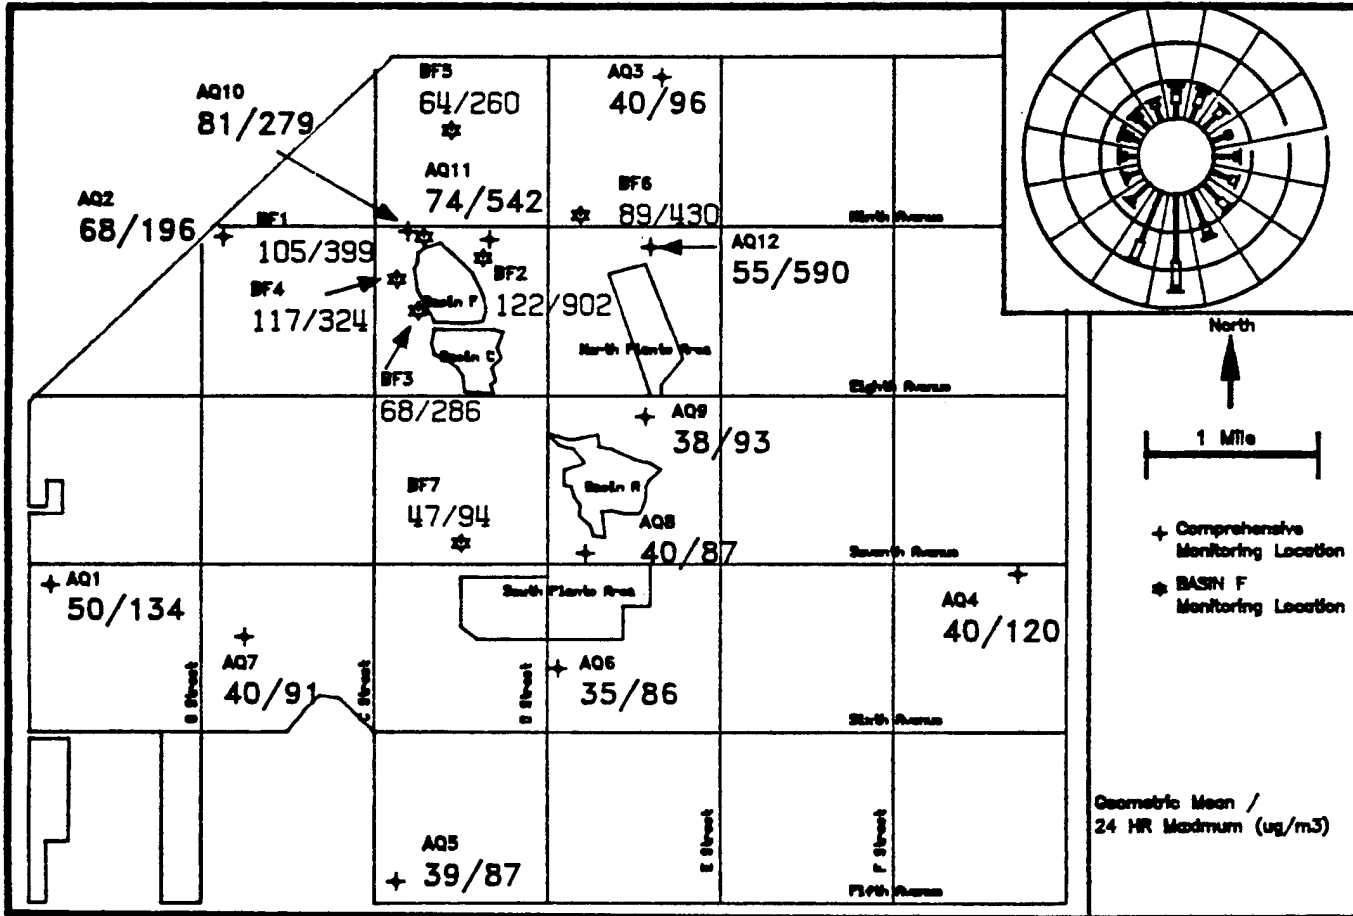 BF5
64/260
AQ3
40/96
AQ10
81/279
AQ11
74/542
BF6
89/430
AQ2
68/196
BF1
105/399
Ninth Avenue
AQ12
55/590
BF4
117/324
BF2
122/902
Basin F
North Plants Area
Basin C
BF3
68/286
Eighth Avenue
AQ9
38/93
BF7
47/94
Basin A
AQ8
40/87
Seventh Avenue
AQ1
50/134
South Plants Area
AQ4
40/120
AQ7
40/91
B Street
C Street
D Street
AQ6
35/86
Sixth Avenue
AQ5
39/87
E Street
F Street
Fifth Avenue
North
1 Mile
Comprehensive
Monitoring Location
BASIN F
Monitoring Location
Geometric Mean /
24 HR Maximum (ug/m3)